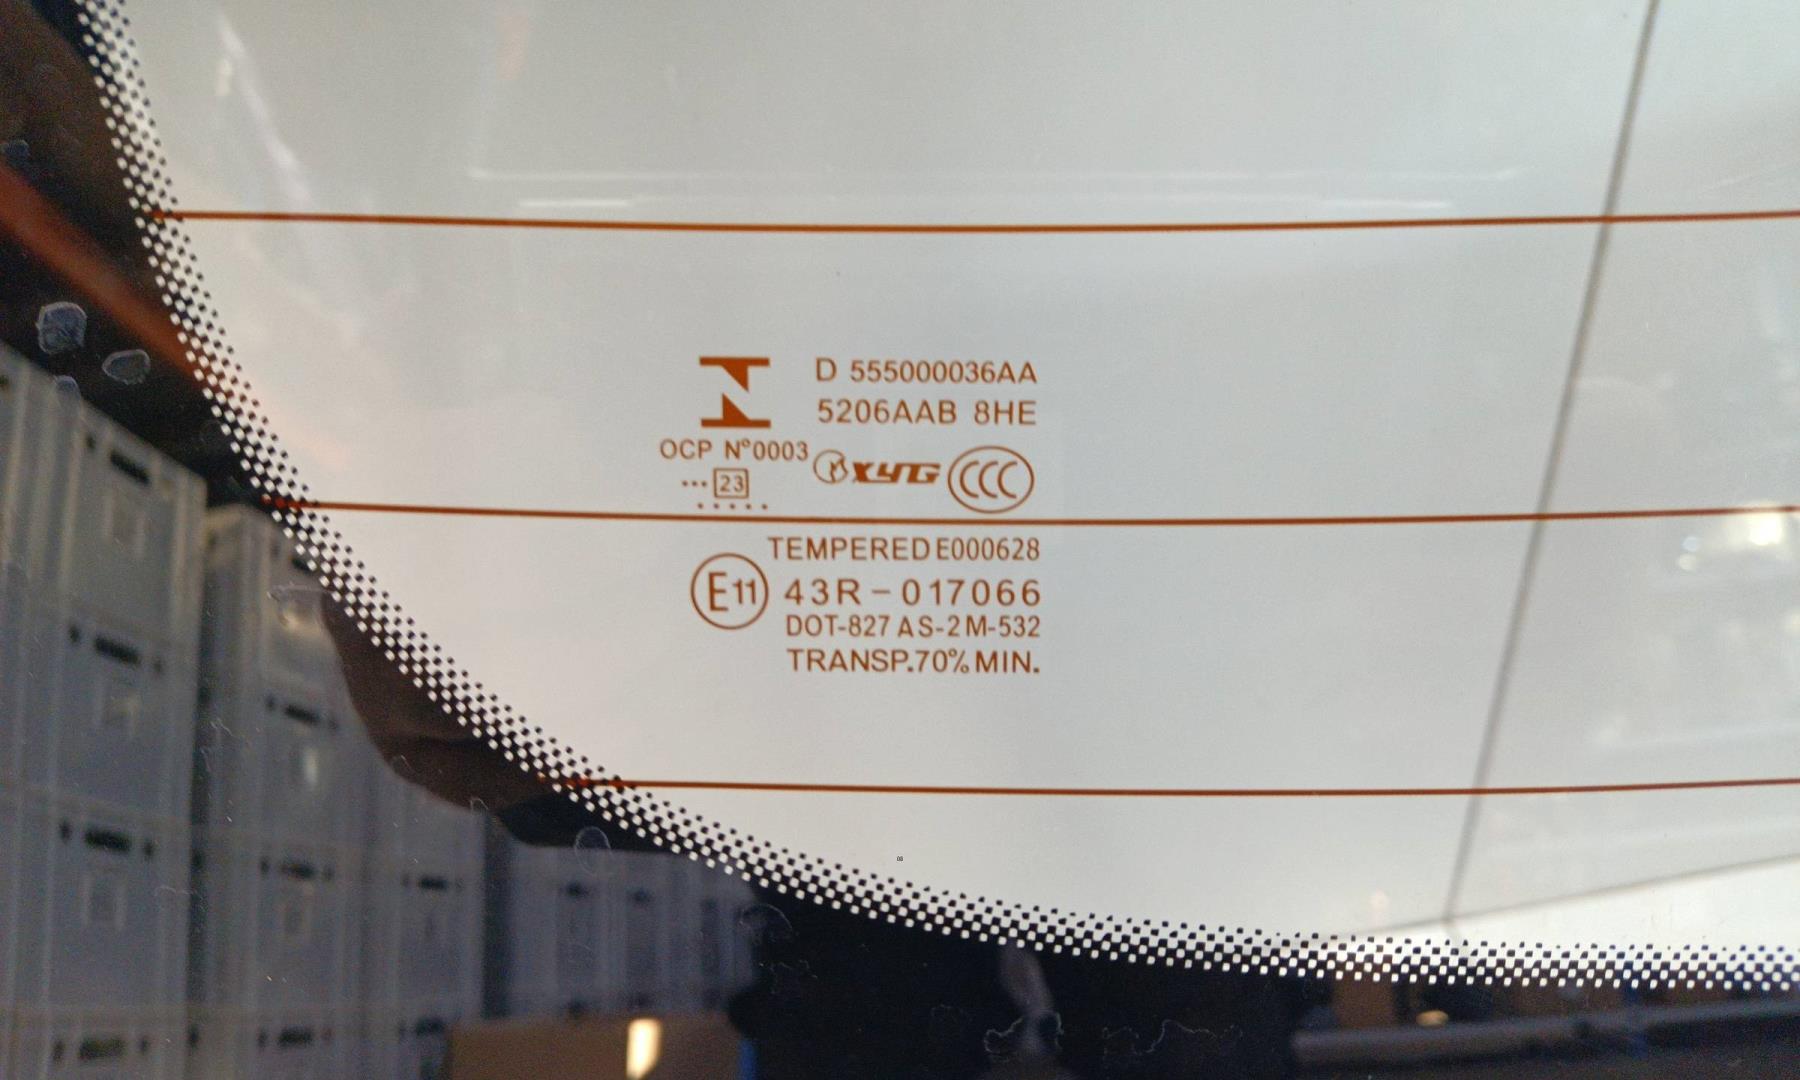 D 555000036AA
5206AAB 8HE
OCP Nº0003
XYG CCC
23
TEMPERED E000628
E11 43R-017066
DOT-827 AS-2 M-532
TRANSP.70% MIN.